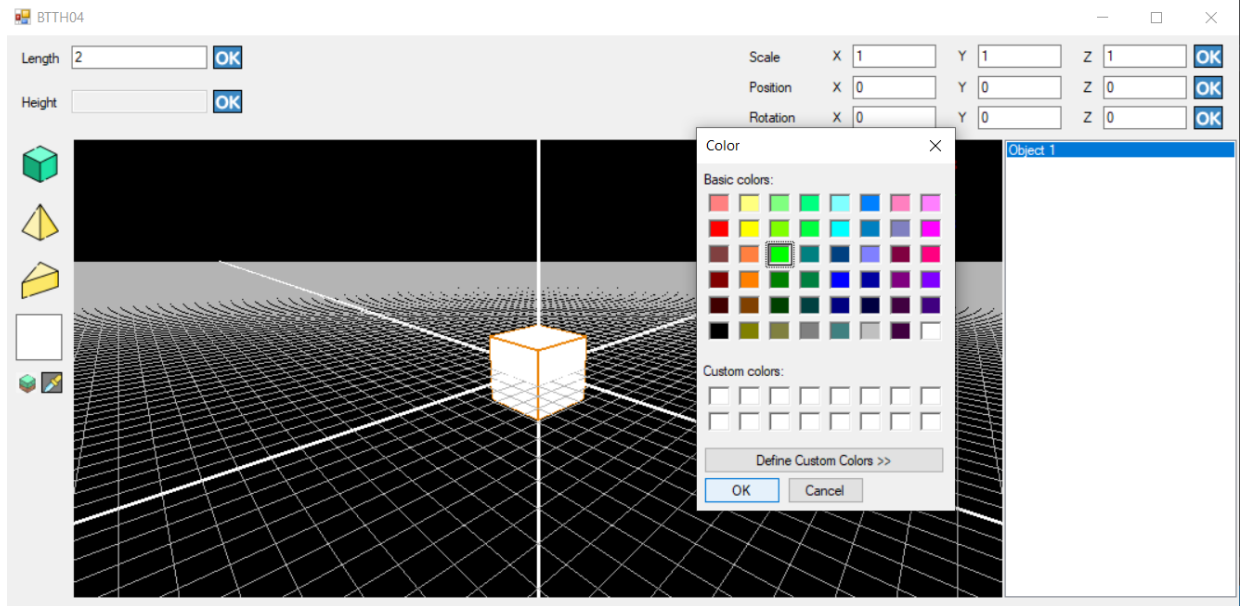 BTTH04
Length 2 OK
Height OK
Scale X 1 Y 1 Z 1 OK
Position X 0 Y 0 Z 0 OK
Rotation X 0 Y 0 Z 0 OK
Object 1
Color
Basic colors:
Custom colors:
Define Custom Colors >>
OK Cancel